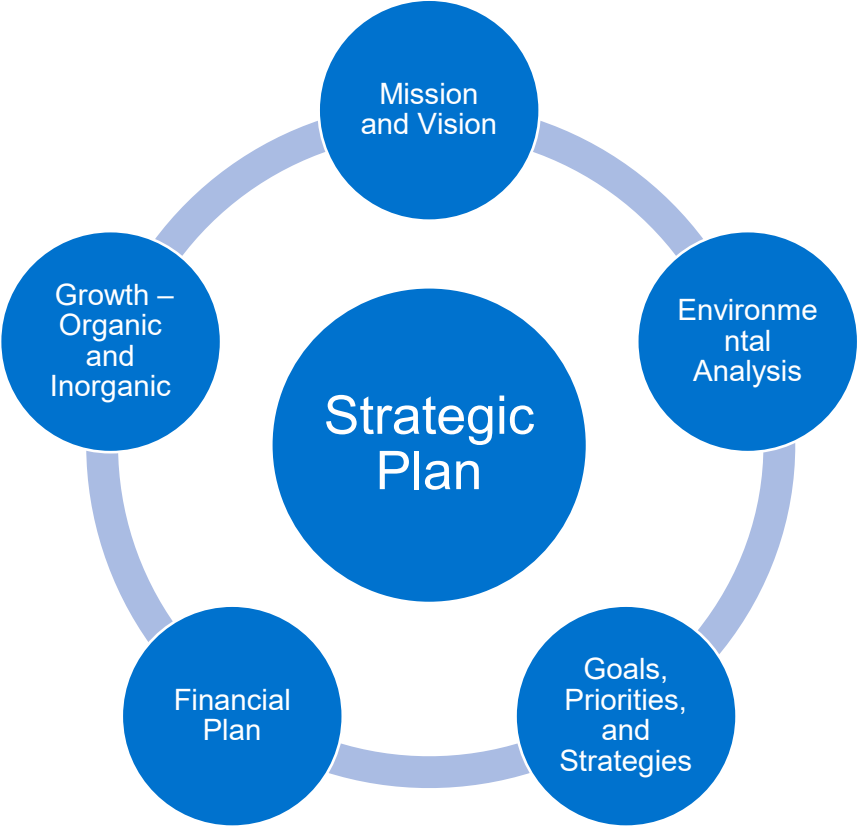 Mission
and Vision
Environme
ntal
Analysis
Goals,
Priorities,
and
Strategies
Financial
Plan
Growth –
Organic
and
Inorganic
Strategic
Plan